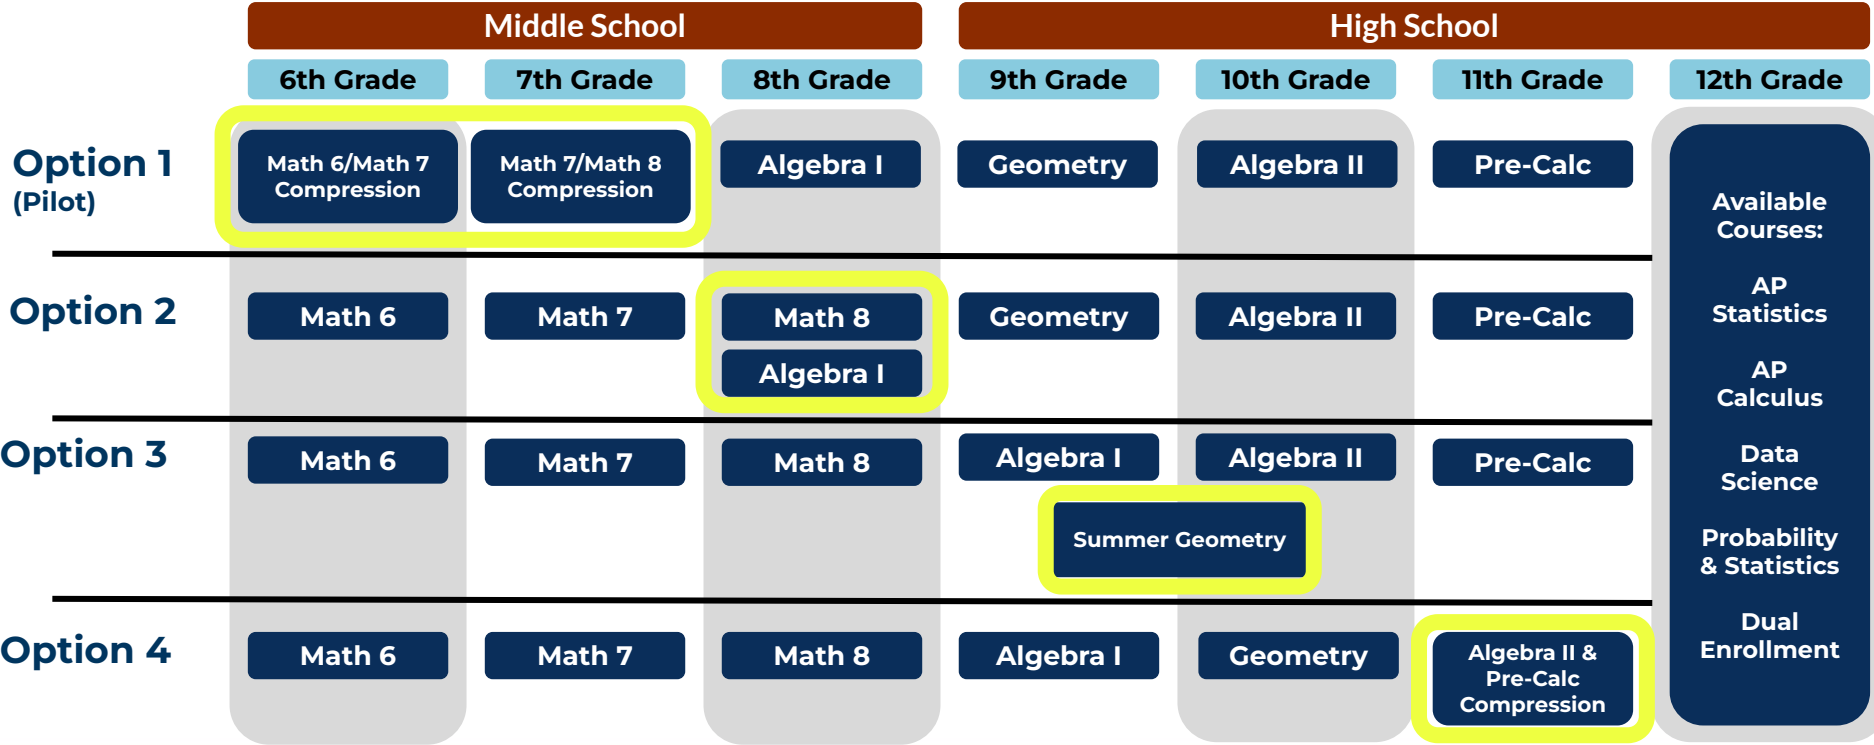 Middle School
High School
6th Grade
7th Grade
8th Grade
9th Grade
10th Grade
11th Grade
12th Grade
Option 1
(Pilot)
Math 6/Math 7
Compression
Math 7/Math 8
Compression
Algebra I
Geometry
Algebra II
Pre-Calc
Option 2
Math 6
Math 7
Math 8
Algebra I
Geometry
Algebra II
Pre-Calc
Option 3
Math 6
Math 7
Math 8
Algebra I
Algebra II
Pre-Calc
Summer Geometry
Option 4
Math 6
Math 7
Math 8
Algebra I
Geometry
Algebra II &
Pre-Calc
Compression
Available
Courses:
AP
Statistics
AP
Calculus
Data
Science
Probability
& Statistics
Dual
Enrollment